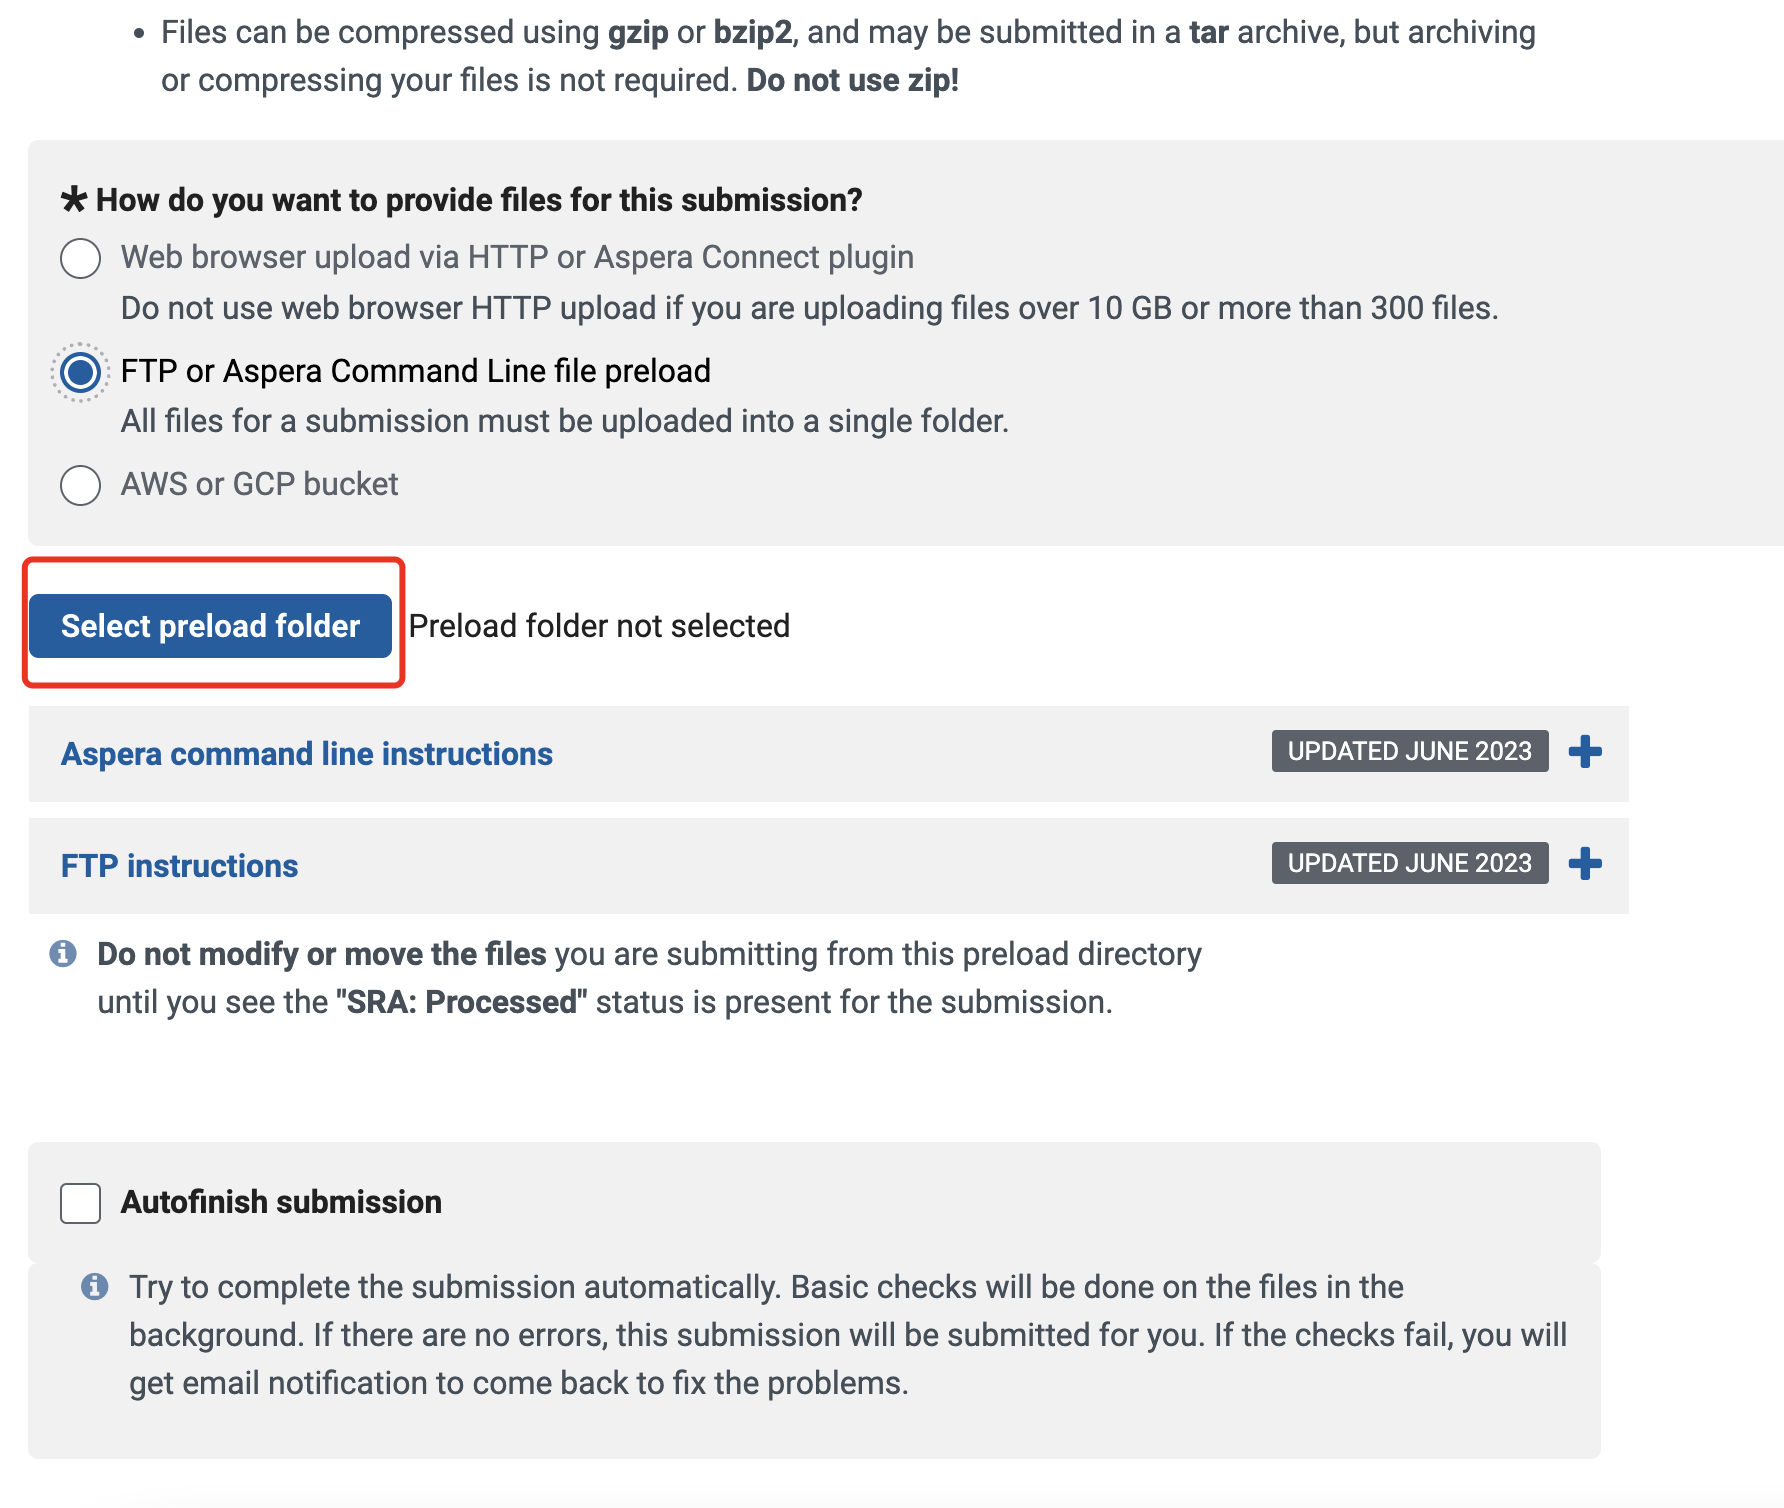 • Files can be compressed using gzip or bzip2, and may be submitted in a tar archive, but archiving
or compressing your files is not required. Do not use zip!
* How do you want to provide files for this submission?
Web browser upload via HTTP or Aspera Connect plugin
Do not use web browser HTTP upload if you are uploading files over 10 GB or more than 300 files.
FTP or Aspera Command Line file preload
All files for a submission must be uploaded into a single folder.
AWS or GCP bucket
Select preload folder Preload folder not selected
Aspera command line instructions UPDATED JUNE 2023 +
FTP instructions UPDATED JUNE 2023 +
Do not modify or move the files you are submitting from this preload directory
until you see the "SRA: Processed" status is present for the submission.
Autofinish submission
Try to complete the submission automatically. Basic checks will be done on the files in the
background. If there are no errors, this submission will be submitted for you. If the checks fail, you will
get email notification to come back to fix the problems.